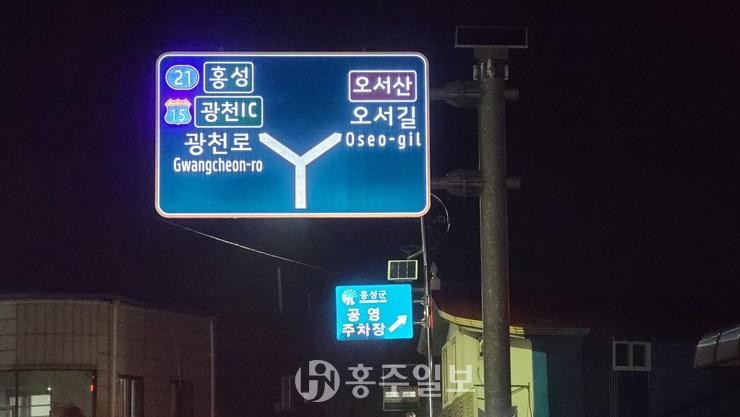 21 홍성
15 광천IC
광천로
Gwangcheon-ro
오서산
오서길
Oseo-gil
홍성군
공영
주차장
홍주일보